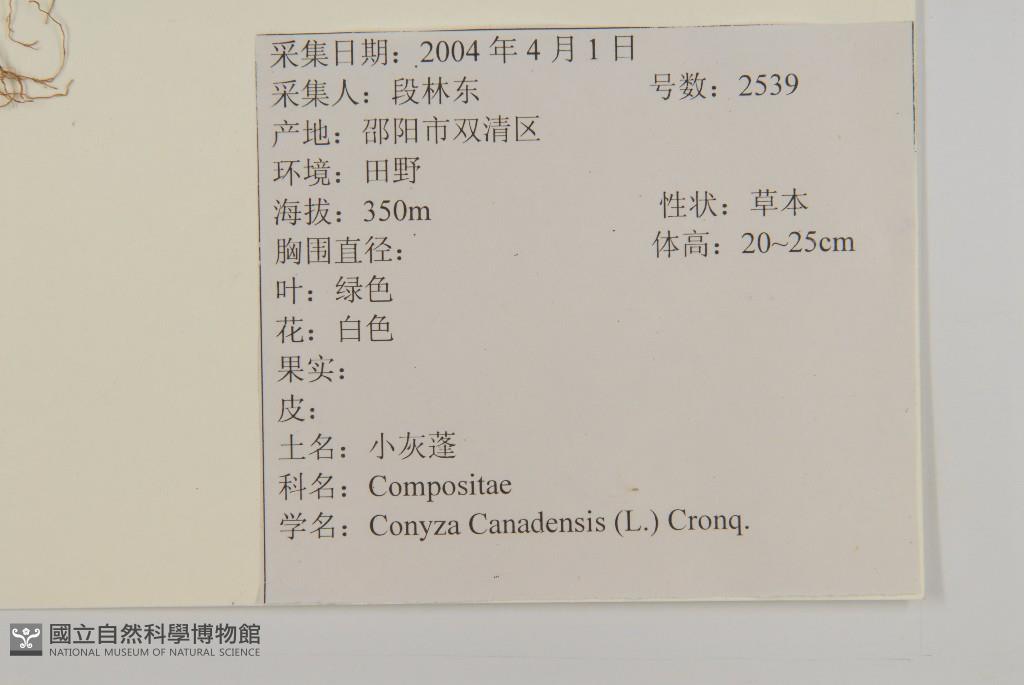 采集日期：2004 年 4 月 1 日
采集人：段林东 号数：2539
产地：邵阳市双清区
环境：田野
海拔：350m 性状：草本
胸围直径： 体高：20~25cm
叶：绿色
花：白色
果实：
皮：
土名：小灰蓬
科名：Compositae
学名：Conyza Canadensis (L.) Cronq.
國立自然科學博物館
NATIONAL MUSEUM OF NATURAL SCIENCE